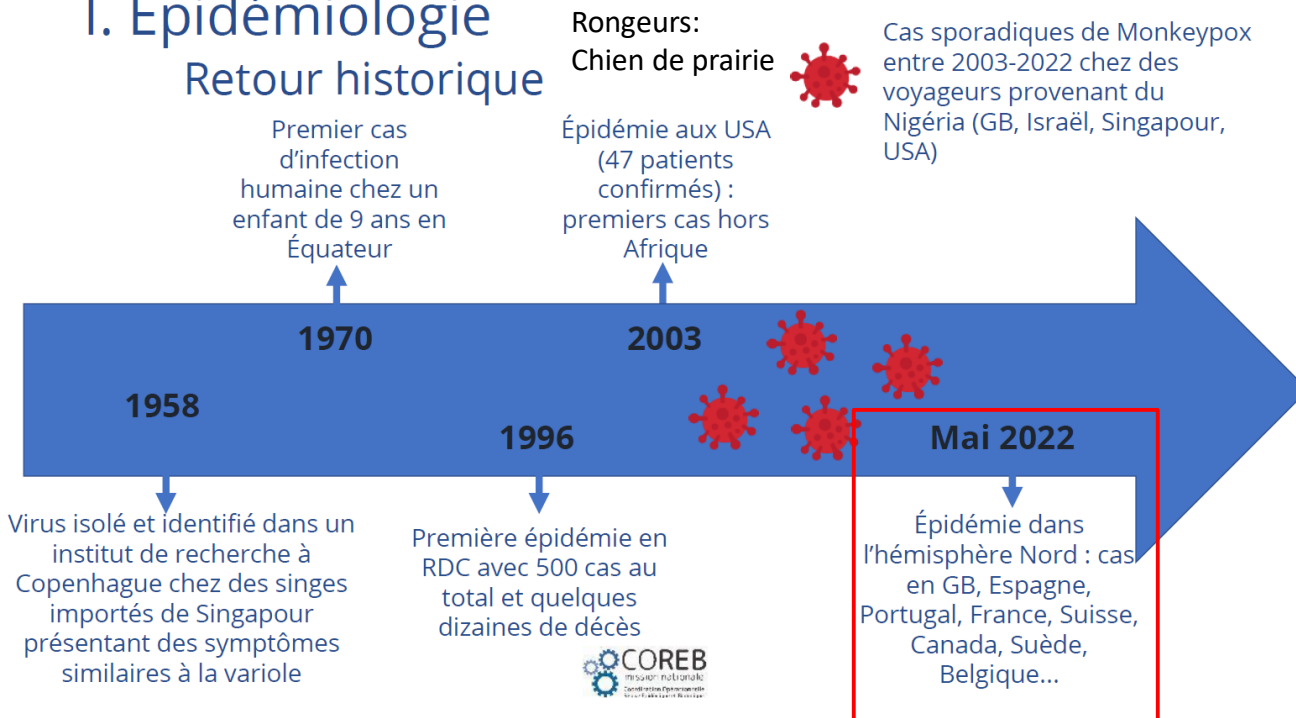 I. Épidémiologie
Retour historique
Rongeurs:
Chien de prairie
Cas sporadiques de Monkeypox
entre 2003-2022 chez des
voyageurs provenant du
Nigéria (GB, Israël, Singapour,
USA)
Premier cas
d’infection
humaine chez un
enfant de 9 ans en
Équateur
Épidémie aux USA
(47 patients
confirmés) :
premiers cas hors
Afrique
1970
2003
1958
1996
Mai 2022
Virus isolé et identifié dans un
institut de recherche à
Copenhague chez des singes
importés de Singapour
présentant des symptômes
similaires à la variole
Première épidémie en
RDC avec 500 cas au
total et quelques
dizaines de décès
Épidémie dans
l’hémisphère Nord : cas
en GB, Espagne,
Portugal, France, Suisse,
Canada, Suède,
Belgique...
COREB
mission nationale
Coordination Opérationnelle